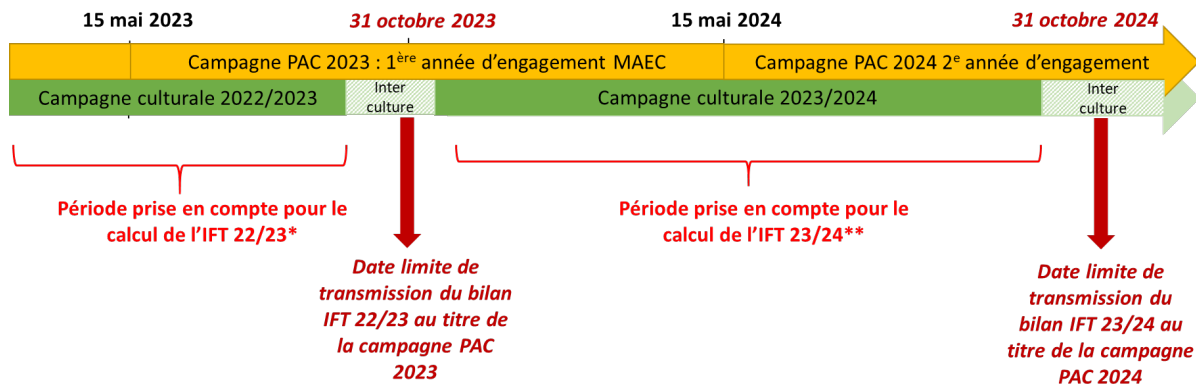 15 mai 2023
31 octobre 2023
15 mai 2024
31 octobre 2024
Campagne PAC 2023 : 1ère année d’engagement MAEC
Campagne PAC 2024 2e année d’engagement
Campagne culturale 2022/2023
Inter
culture
Campagne culturale 2023/2024
Inter
culture
Période prise en compte pour le
calcul de l’IFT 22/23*
Période prise en compte pour le
calcul de l’IFT 23/24**
Date limite de
transmission du bilan
IFT 22/23 au titre de
la campagne PAC
2023
Date limite de
transmission du
bilan IFT 23/24 au
titre de la campagne
PAC 2024